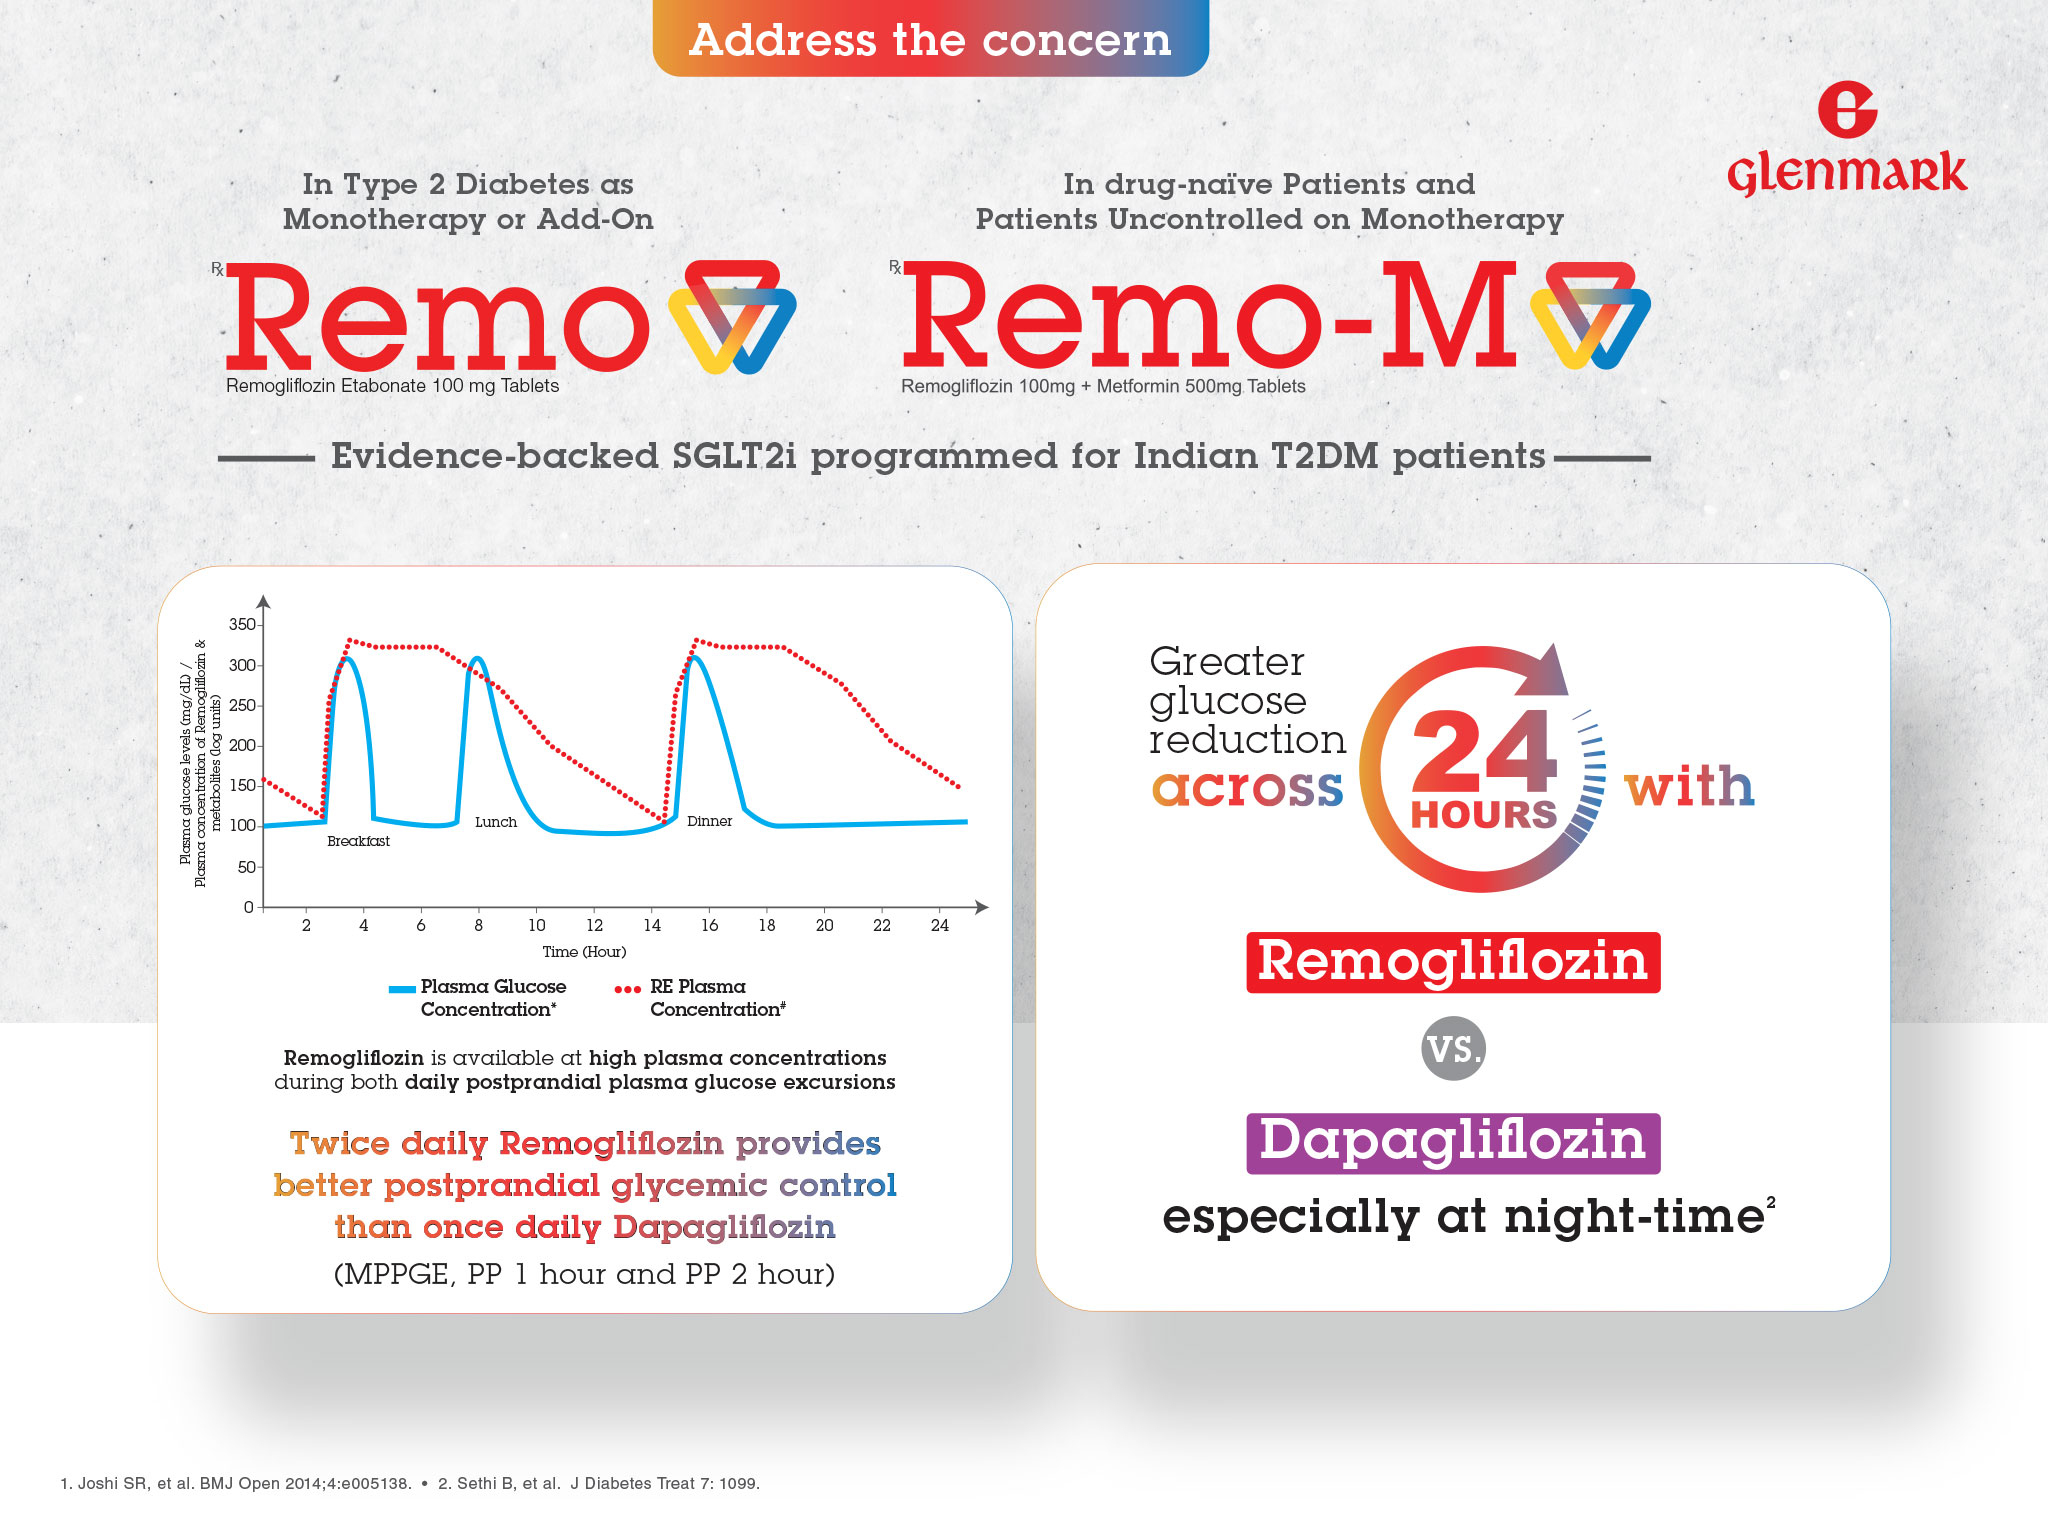 Address the concern
glenmark
In Type 2 Diabetes as
Monotherapy or Add-On
Rx Remo
Remogliflozin Etabonate 100 mg Tablets
In drug-naïve Patients and
Patients Uncontrolled on Monotherapy
Rx Remo-M
Remogliflozin 100mg + Metformin 500mg Tablets
Evidence-backed SGLT2i programmed for Indian T2DM patients
Plasma glucose levels (mg/dL) /
Plasma concentration of Remogliflozin &
metabolites (log units)
350
300
250
200
150
100
50
0
Breakfast
Lunch
Dinner
2 4 6 8 10 12 14 16 18 20 22 24
Time (Hour)
Plasma Glucose
Concentration*
RE Plasma
Concentration#
Remogliflozin is available at high plasma concentrations
during both daily postprandial plasma glucose excursions
Twice daily Remogliflozin provides
better postprandial glycemic control
than once daily Dapagliflozin
(MPPGE, PP 1 hour and PP 2 hour)
Greater
glucose
reduction
across
24
HOURS
with
Remogliflozin
VS.
Dapagliflozin
especially at night-time2
1. Joshi SR, et al. BMJ Open 2014;4:e005138. • 2. Sethi B, et al. J Diabetes Treat 7: 1099.